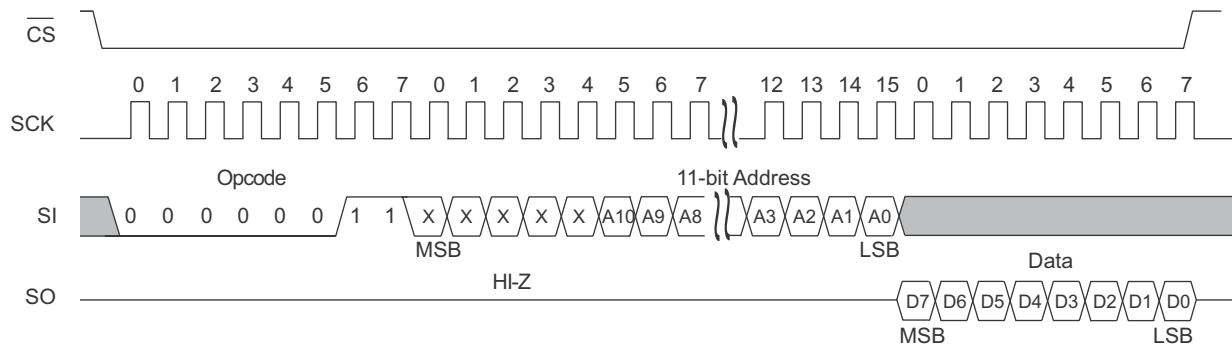 CS
0 1 2 3 4 5 6 7 0 1 2 3 4 5 6 7 12 13 14 15 0 1 2 3 4 5 6 7
SCK
Opcode 11-bit Address
SI 0 0 0 0 0 0 1 1 X X X X X A10 A9 A8 A3 A2 A1 A0
MSB LSB
HI-Z Data
SO D7 D6 D5 D4 D3 D2 D1 D0
MSB LSB